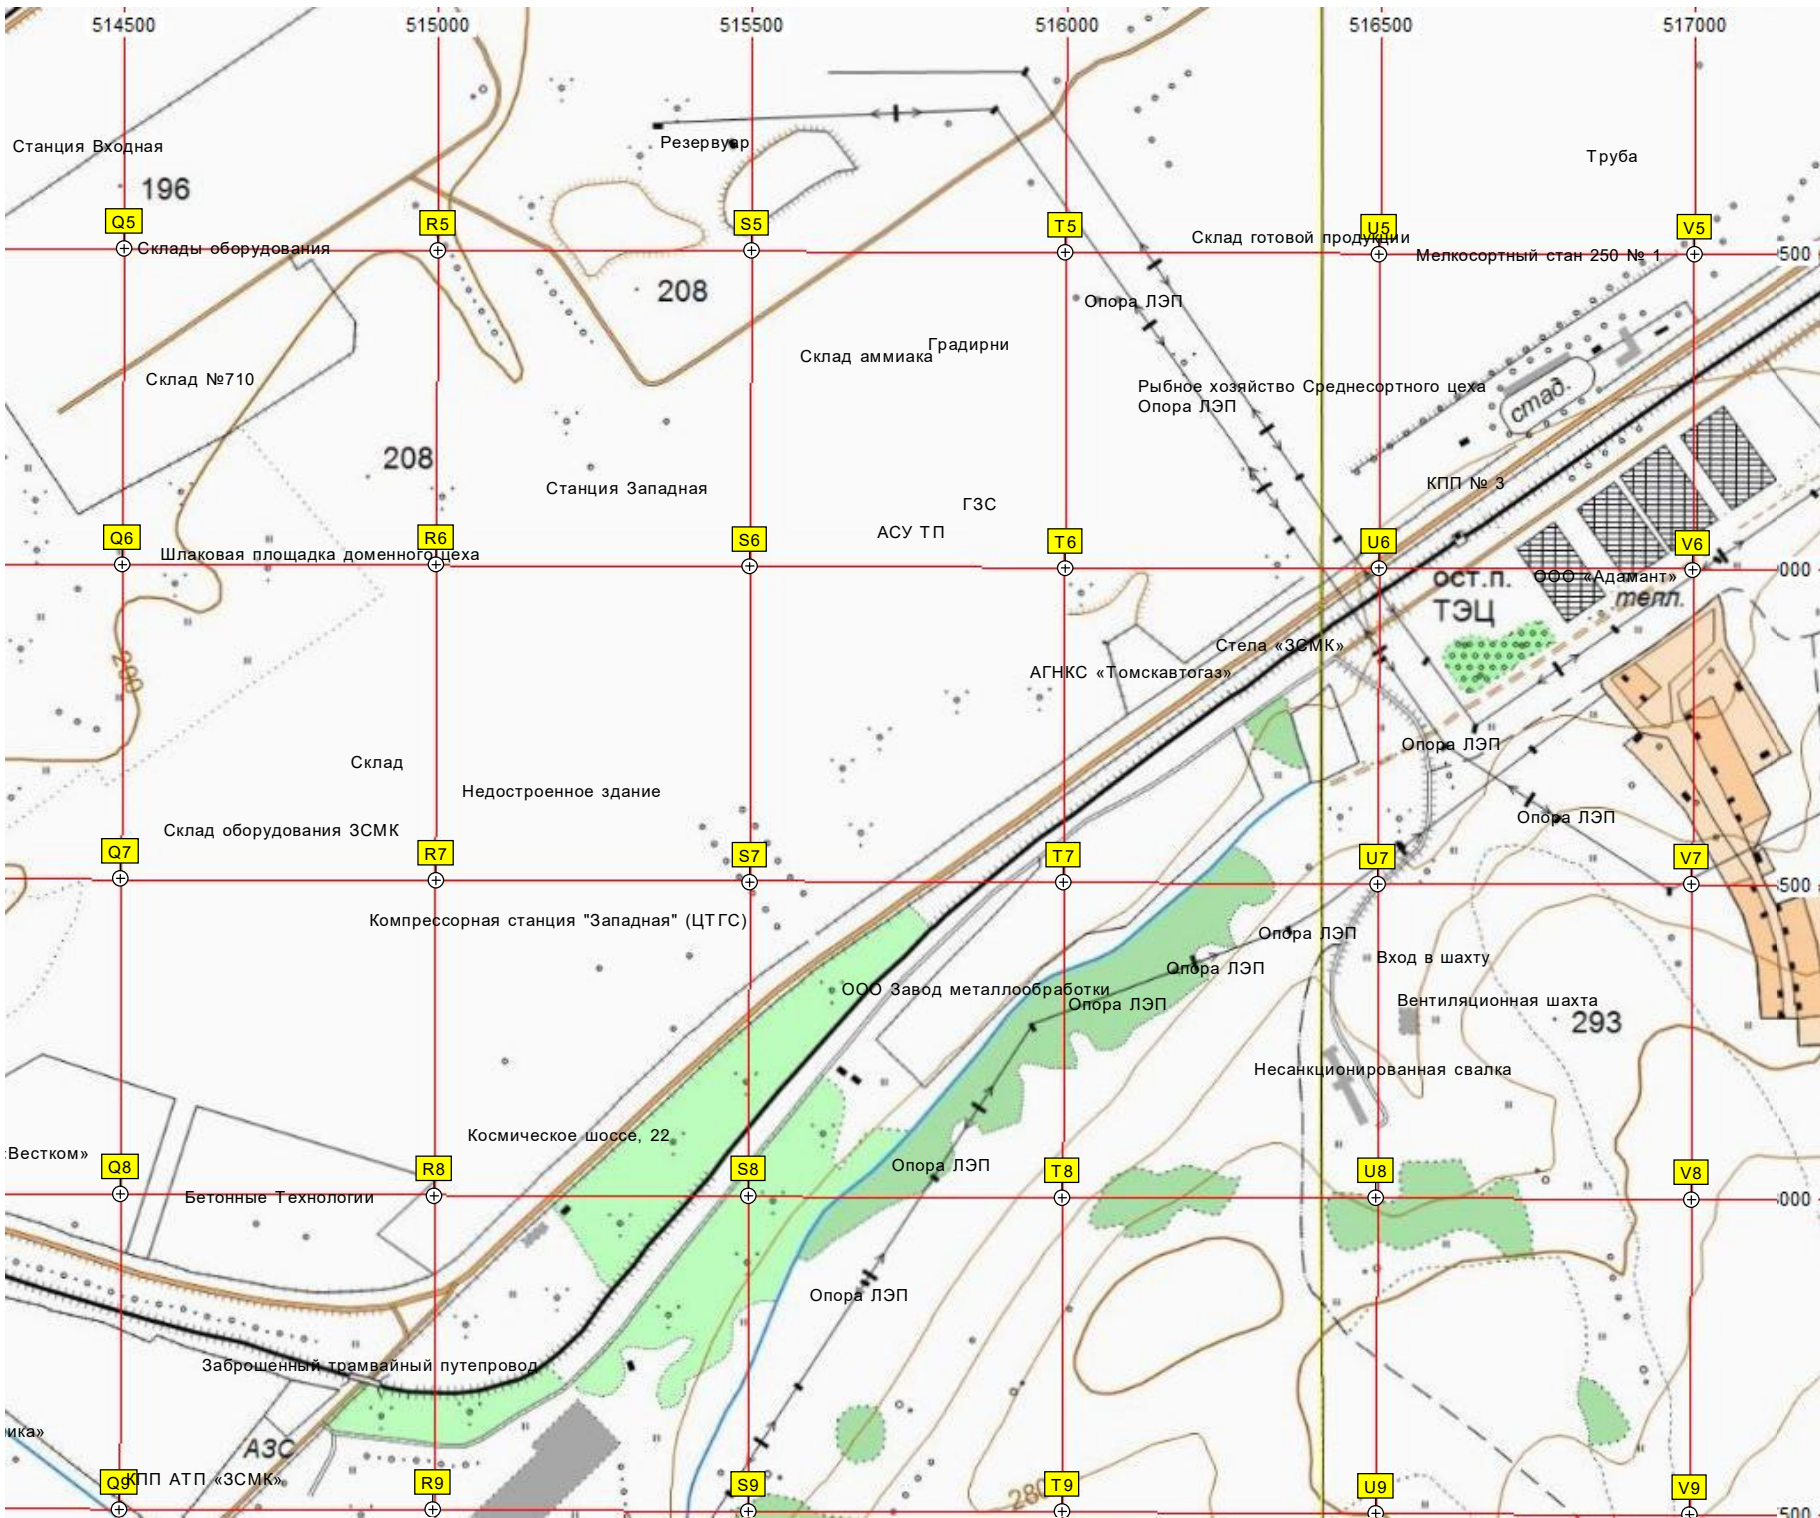 514500 515000 515500 516000 516500 517000
Станция Входная
Резервуар
Труба
196
Q5 R5 S5 T5 U5 V5
Склад готовой продукции
Склады оборудования
Мелкосортный стан 250 № 1
500
208
Опора ЛЭП
Градирни
Склад аммиака
Склад №710
Рыбное хозяйство Среднесортного цеха
стад.
Опора ЛЭП
208
КПП № 3
Станция Западная
ГЗС
АСУ ТП
Q6 R6 S6 T6 U6 V6
Шлаковая площадка доменного цеха
000
ост.п.
ООО «Адамант»
тепл.
ТЭЦ
Стела «ЗСМК»
АГНКС «Томскавтогаз»
200
Опора ЛЭП
Склад
Недостроенное здание
Опора ЛЭП
Склад оборудования ЗСМК
Q7 R7 S7 T7 U7 V7
500
Компрессорная станция "Западная" (ЦТГС)
Опора ЛЭП
Вход в шахту
Опора ЛЭП
ООО Завод металлообработки
Опора ЛЭП
Вентиляционная шахта
293
Несанкционированная свалка
Космическое шоссе, 22
Вестком»
Опора ЛЭП
Q8 R8 S8 T8 U8 V8
Бетонные Технологии
000
Опора ЛЭП
Заброшенный трамвайный путепровод
ика»
АЗС
КПП АТП «ЗСМК»
Q9 R9 S9 T9 U9 V9
280
500